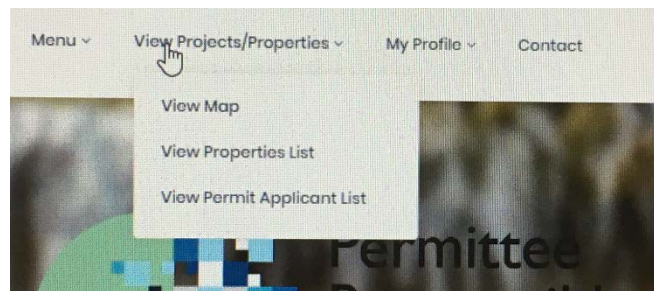 Menu View Projects/Properties My Profile Contact
View Map
View Properties List
View Permit Applicant List
Permittee